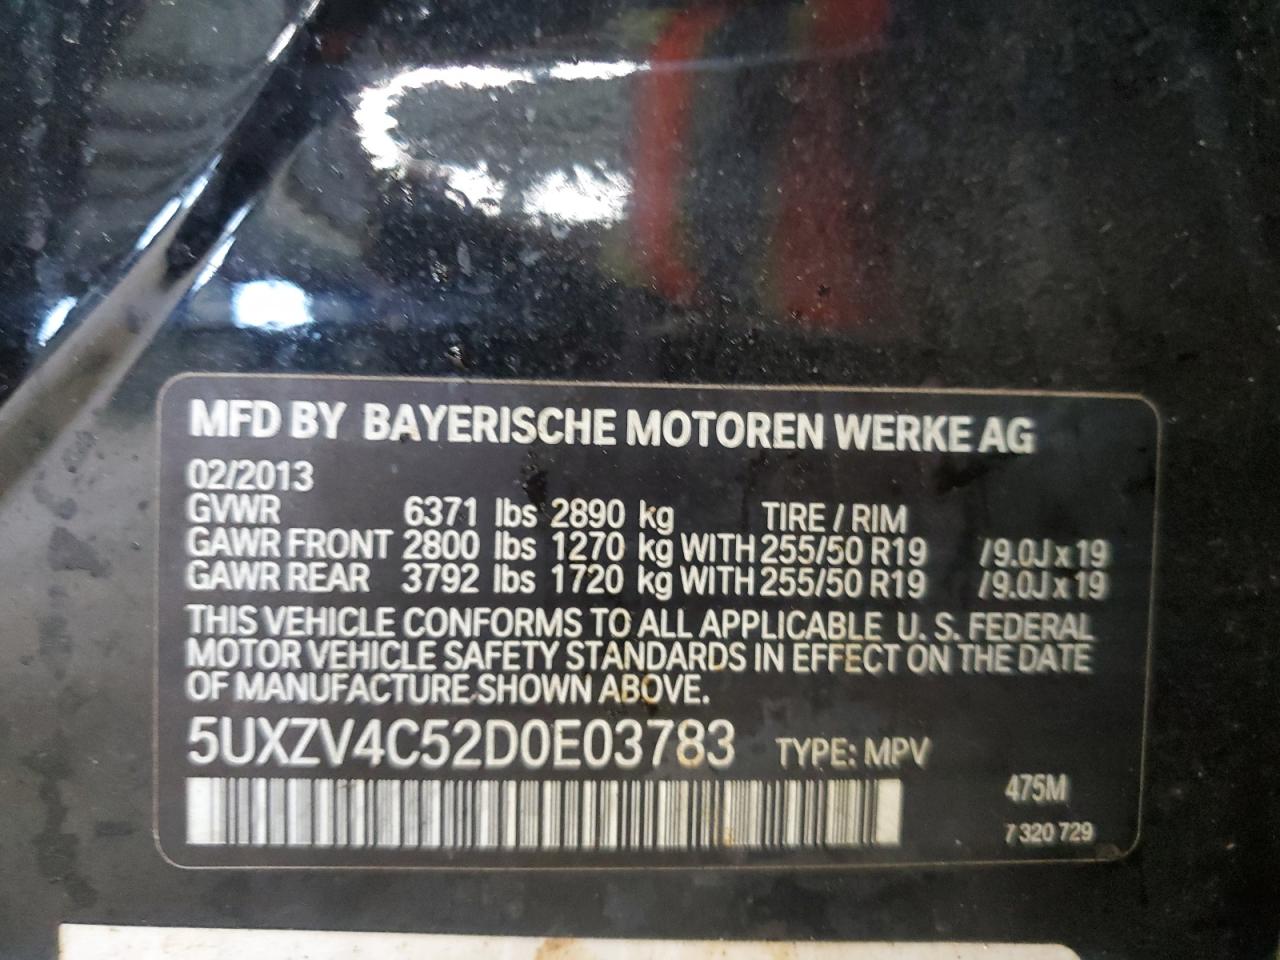 MFD BY BAYERISCHE MOTOREN WERKE AG
02/2013
GVWR 6371 lbs 2890 kg TIRE / RIM
GAWR FRONT 2800 lbs 1270 kg WITH 255/50 R19 /9.0J x 19
GAWR REAR 3792 lbs 1720 kg WITH 255/50 R19 /9.0J x 19
THIS VEHICLE CONFORMS TO ALL APPLICABLE U. S. FEDERAL
MOTOR VEHICLE SAFETY STANDARDS IN EFFECT ON THE DATE
OF MANUFACTURE SHOWN ABOVE.
5UXZV4C52D0E03783 TYPE: MPV
475M
7 320 729